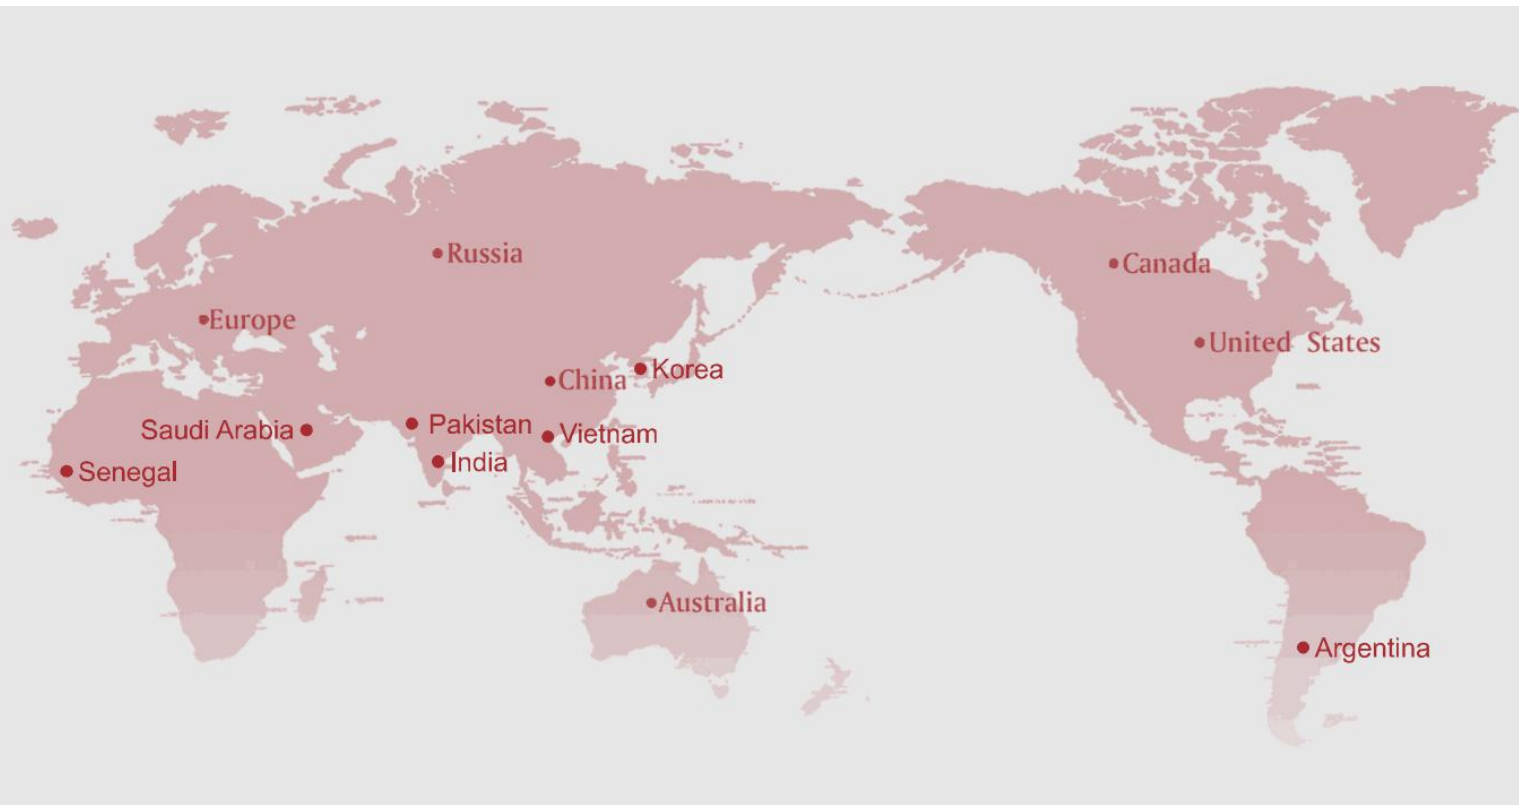 Russia
Canada
Europe
United States
Korea
China
Pakistan
Saudi Arabia
Vietnam
India
Senegal
Australia
Argentina